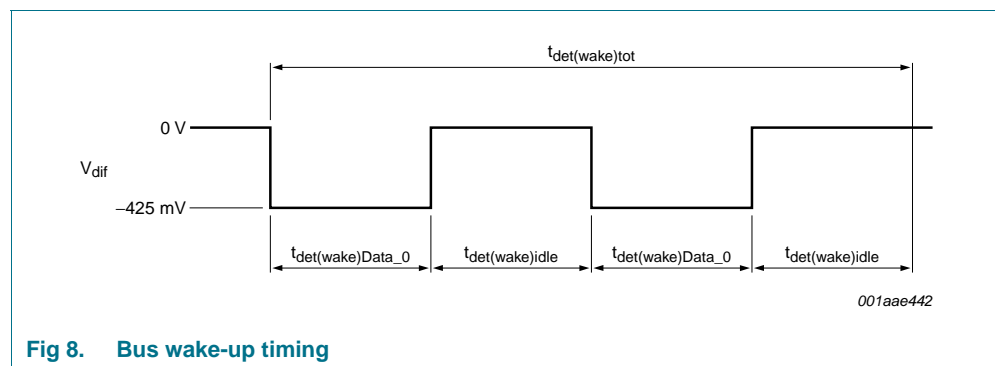 tdet(wake)tot
0 V
Vdif
−425 mV
tdet(wake)Data_0 tdet(wake)idle tdet(wake)Data_0 tdet(wake)idle
001aae442
Fig 8. Bus wake-up timing